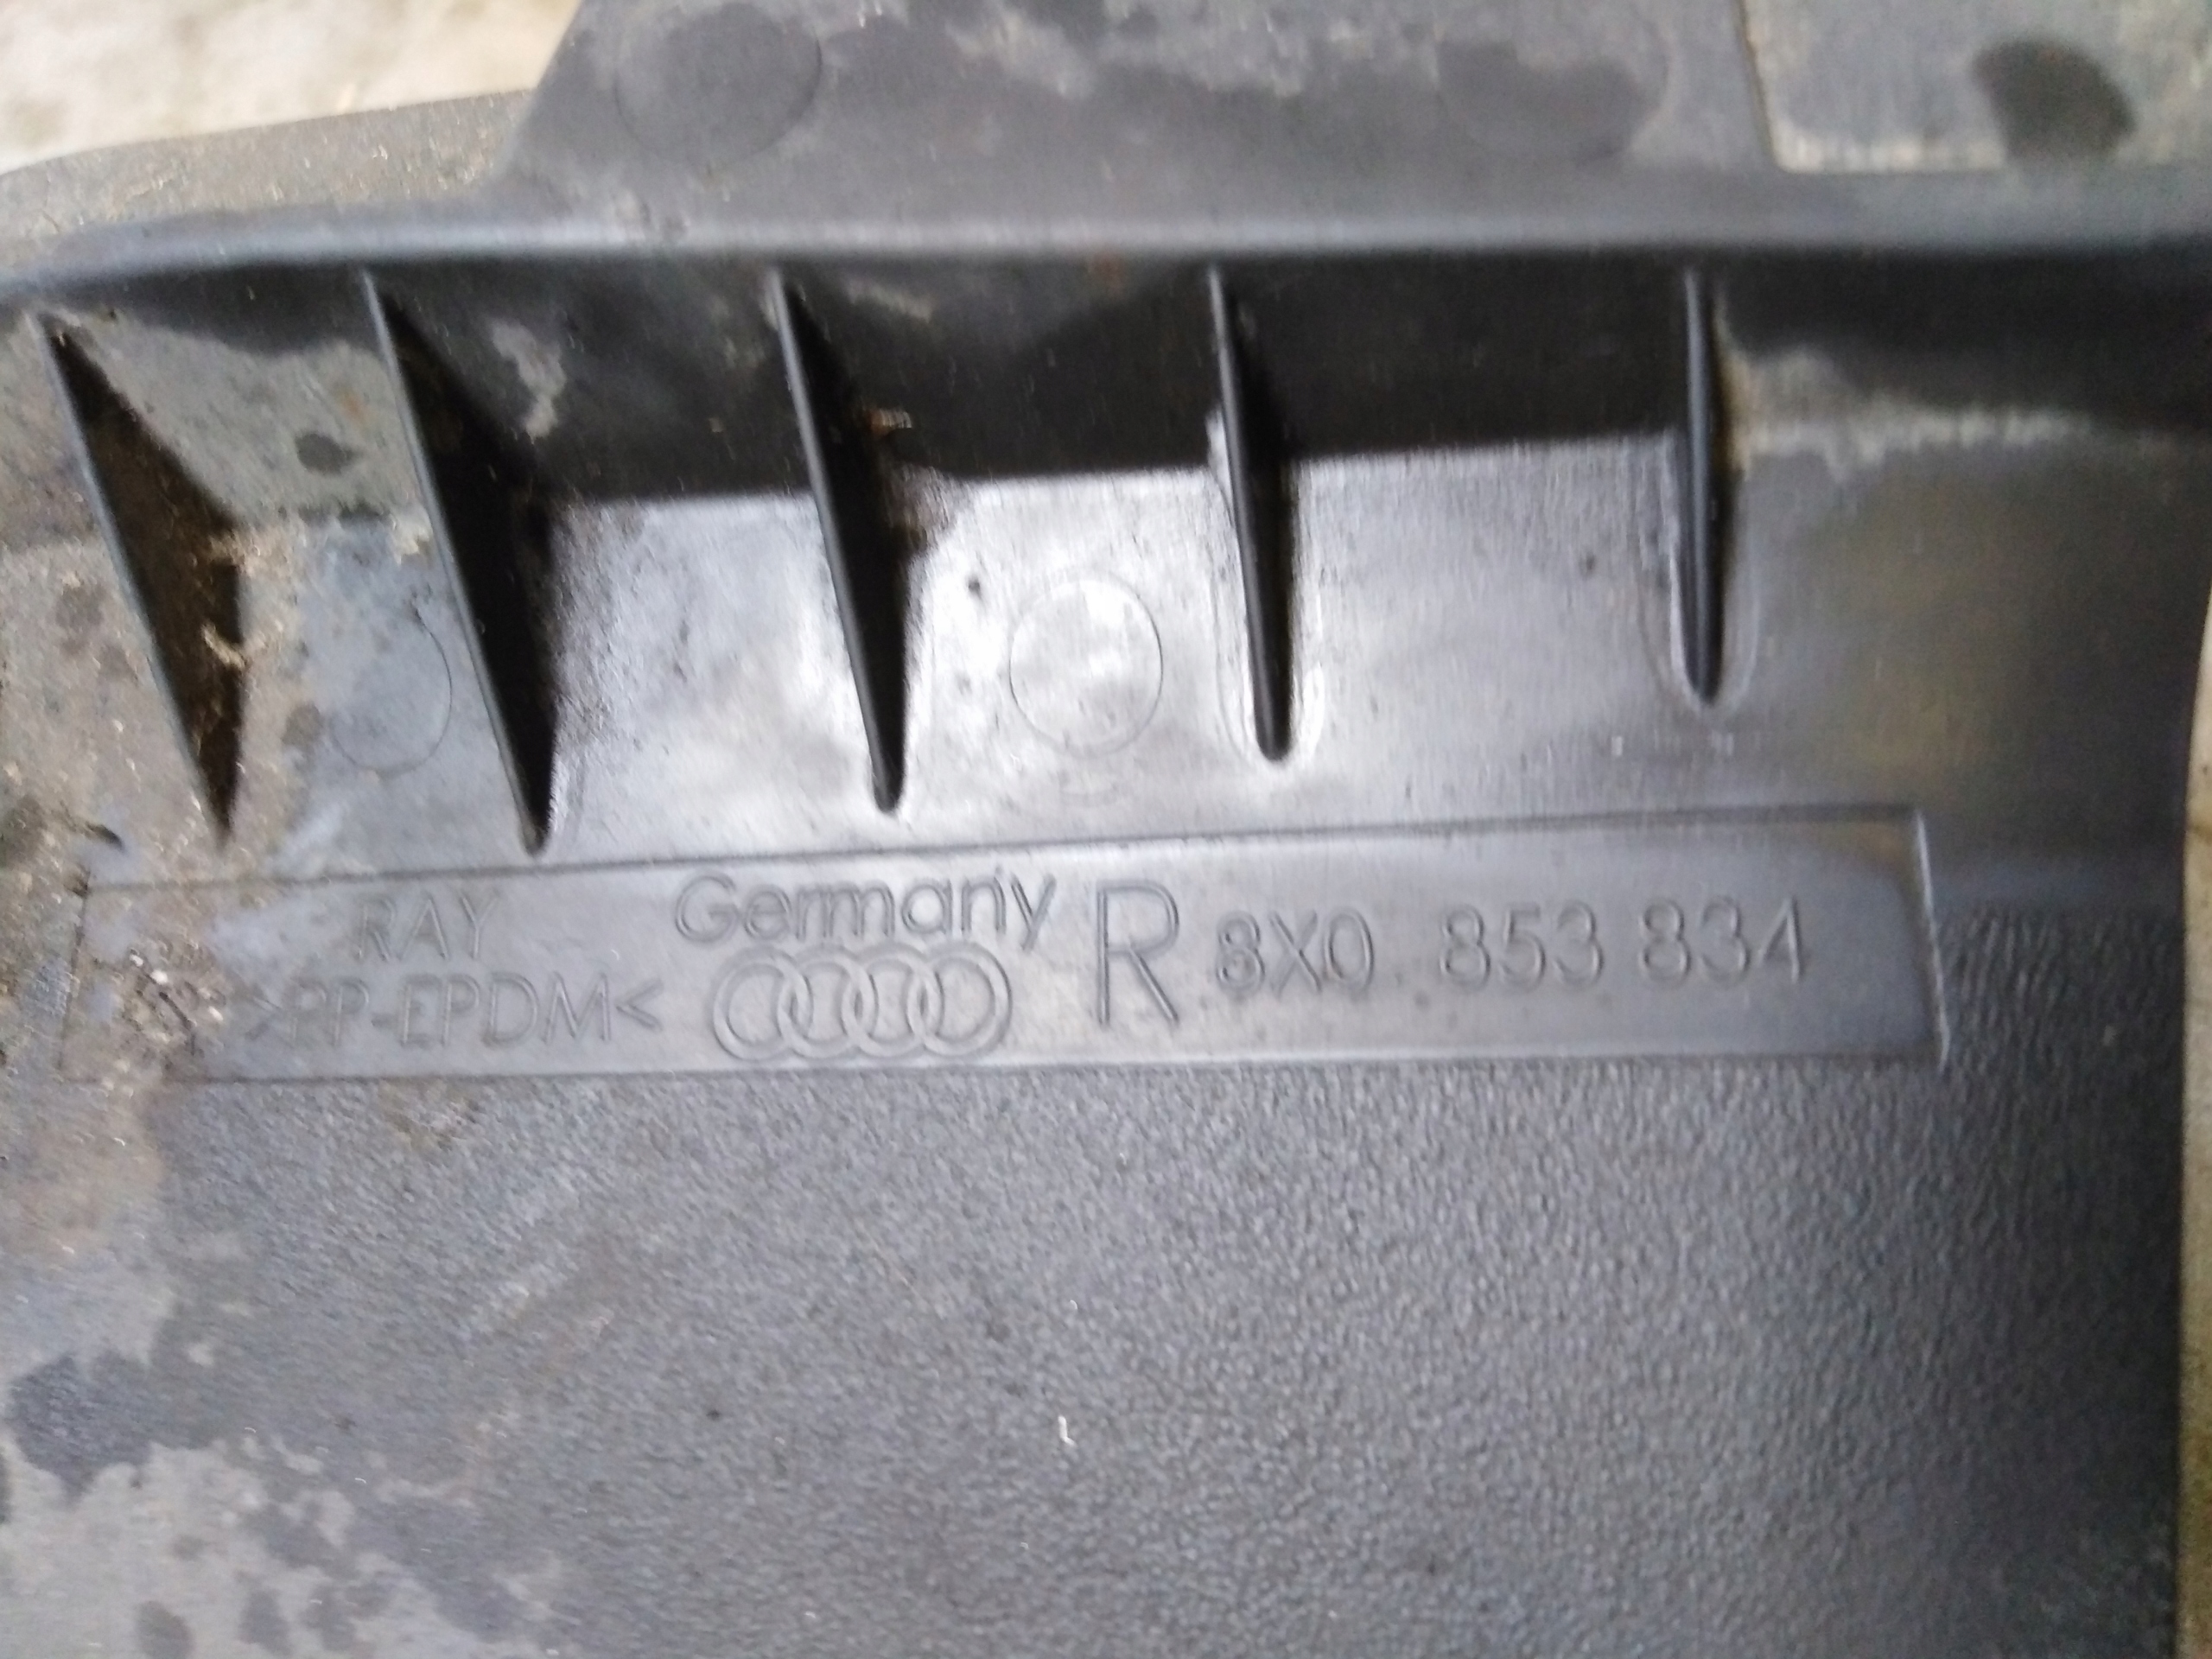 RAY
>PP-EPDM<
Germany
R 8X0 853 834